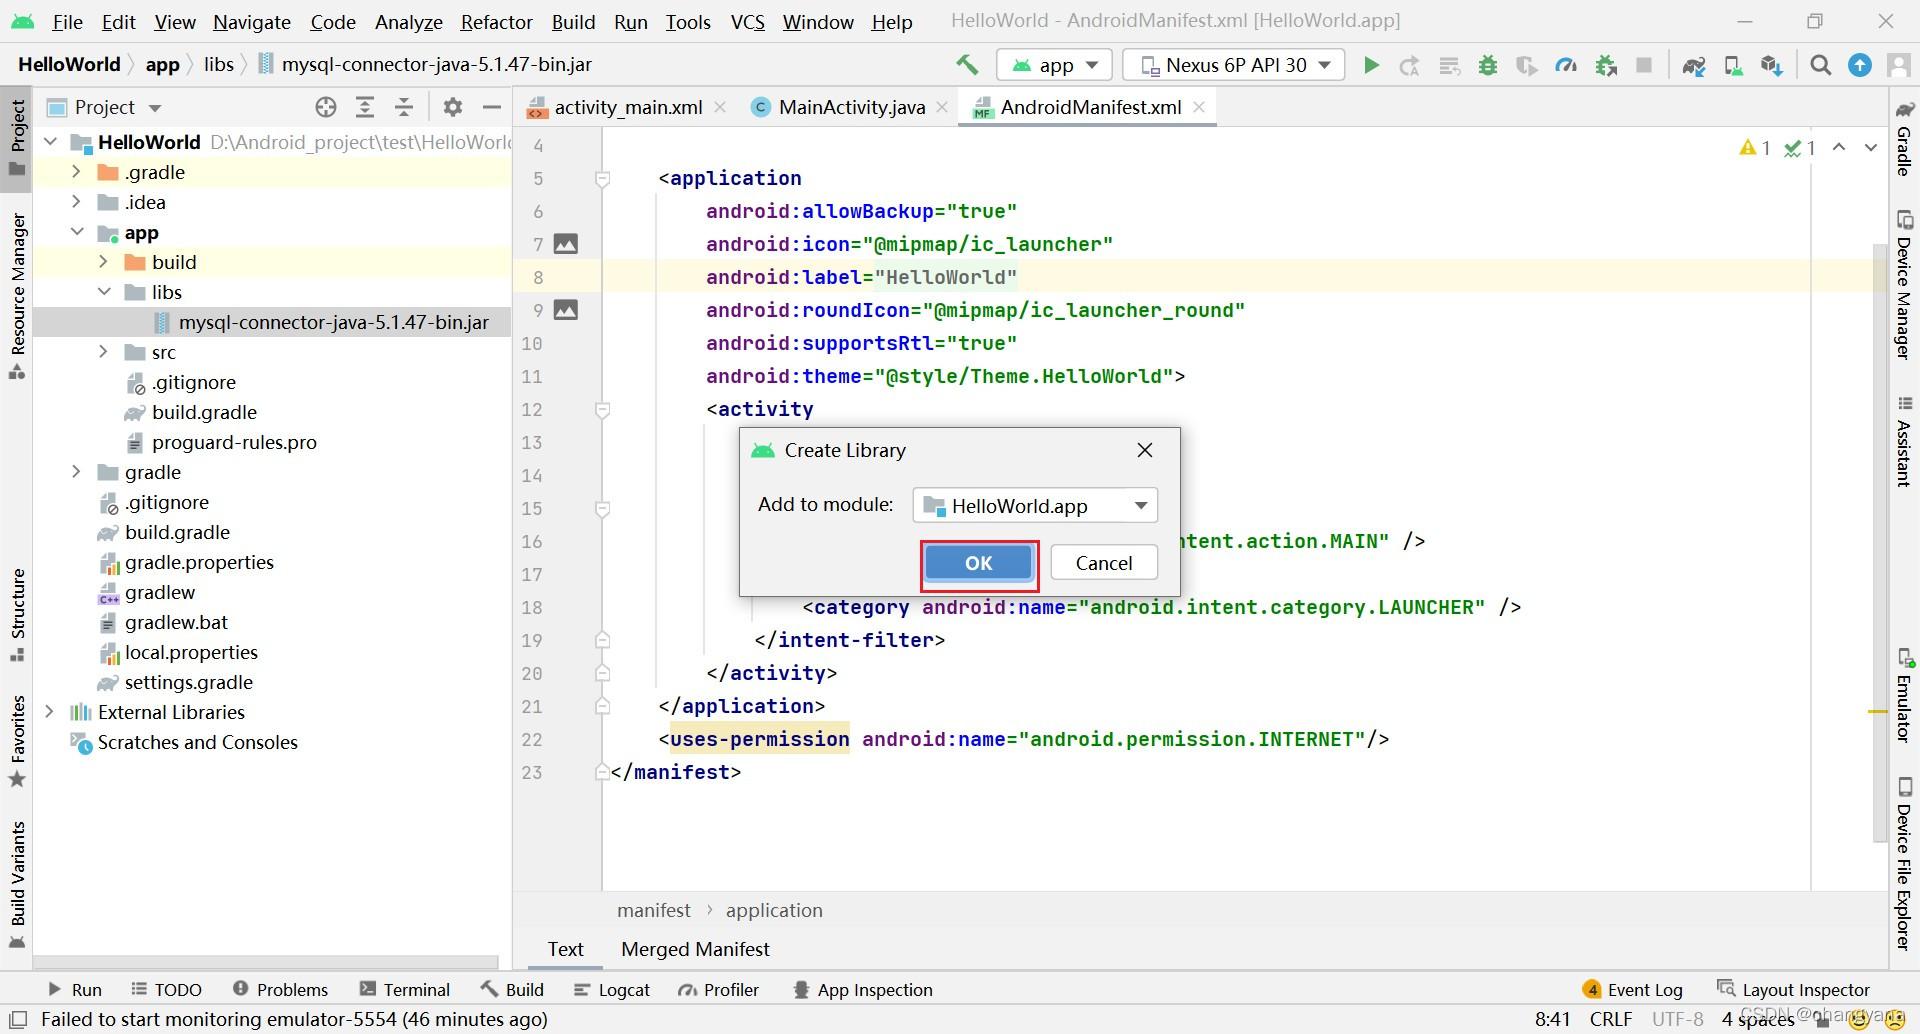 File Edit View Navigate Code Analyze Refactor Build Run Tools VCS Window Help HelloWorld - AndroidManifest.xml [HelloWorld.app]
HelloWorld app libs mysql-connector-java-5.1.47-bin.jar app Nexus 6P API 30
Project
activity_main.xml MainActivity.java AndroidManifest.xml
HelloWorld D:\Android_project\test\HelloWorld
.gradle
.idea
app
build
libs
mysql-connector-java-5.1.47-bin.jar
src
.gitignore
build.gradle
proguard-rules.pro
gradle
.gitignore
build.gradle
gradle.properties
gradlew
gradlew.bat
local.properties
settings.gradle
External Libraries
Scratches and Consoles
Project
Resource Manager
Structure
Favorites
Build Variants
1 1
4
5 <application
6 android:allowBackup="true"
7 android:icon="@mipmap/ic_launcher"
8 android:label="HelloWorld"
9 android:roundIcon="@mipmap/ic_launcher_round"
10 android:supportsRtl="true"
11 android:theme="@style/Theme.HelloWorld">
12 <activity
13
14
15
16 ntent.action.MAIN" />
17
18 <category android:name="android.intent.category.LAUNCHER" />
19 </intent-filter>
20 </activity>
21 </application>
22 <uses-permission android:name="android.permission.INTERNET"/>
23 </manifest>
Create Library
Add to module: HelloWorld.app
OK Cancel
manifest application
Text Merged Manifest
Gradle
Device Manager
Assistant
Emulator
Device File Explorer
Run TODO Problems Terminal Build Logcat Profiler App Inspection 4 Event Log Layout Inspector
Failed to start monitoring emulator-5554 (46 minutes ago) 8:41 CRLF UTF-8 4 spaces